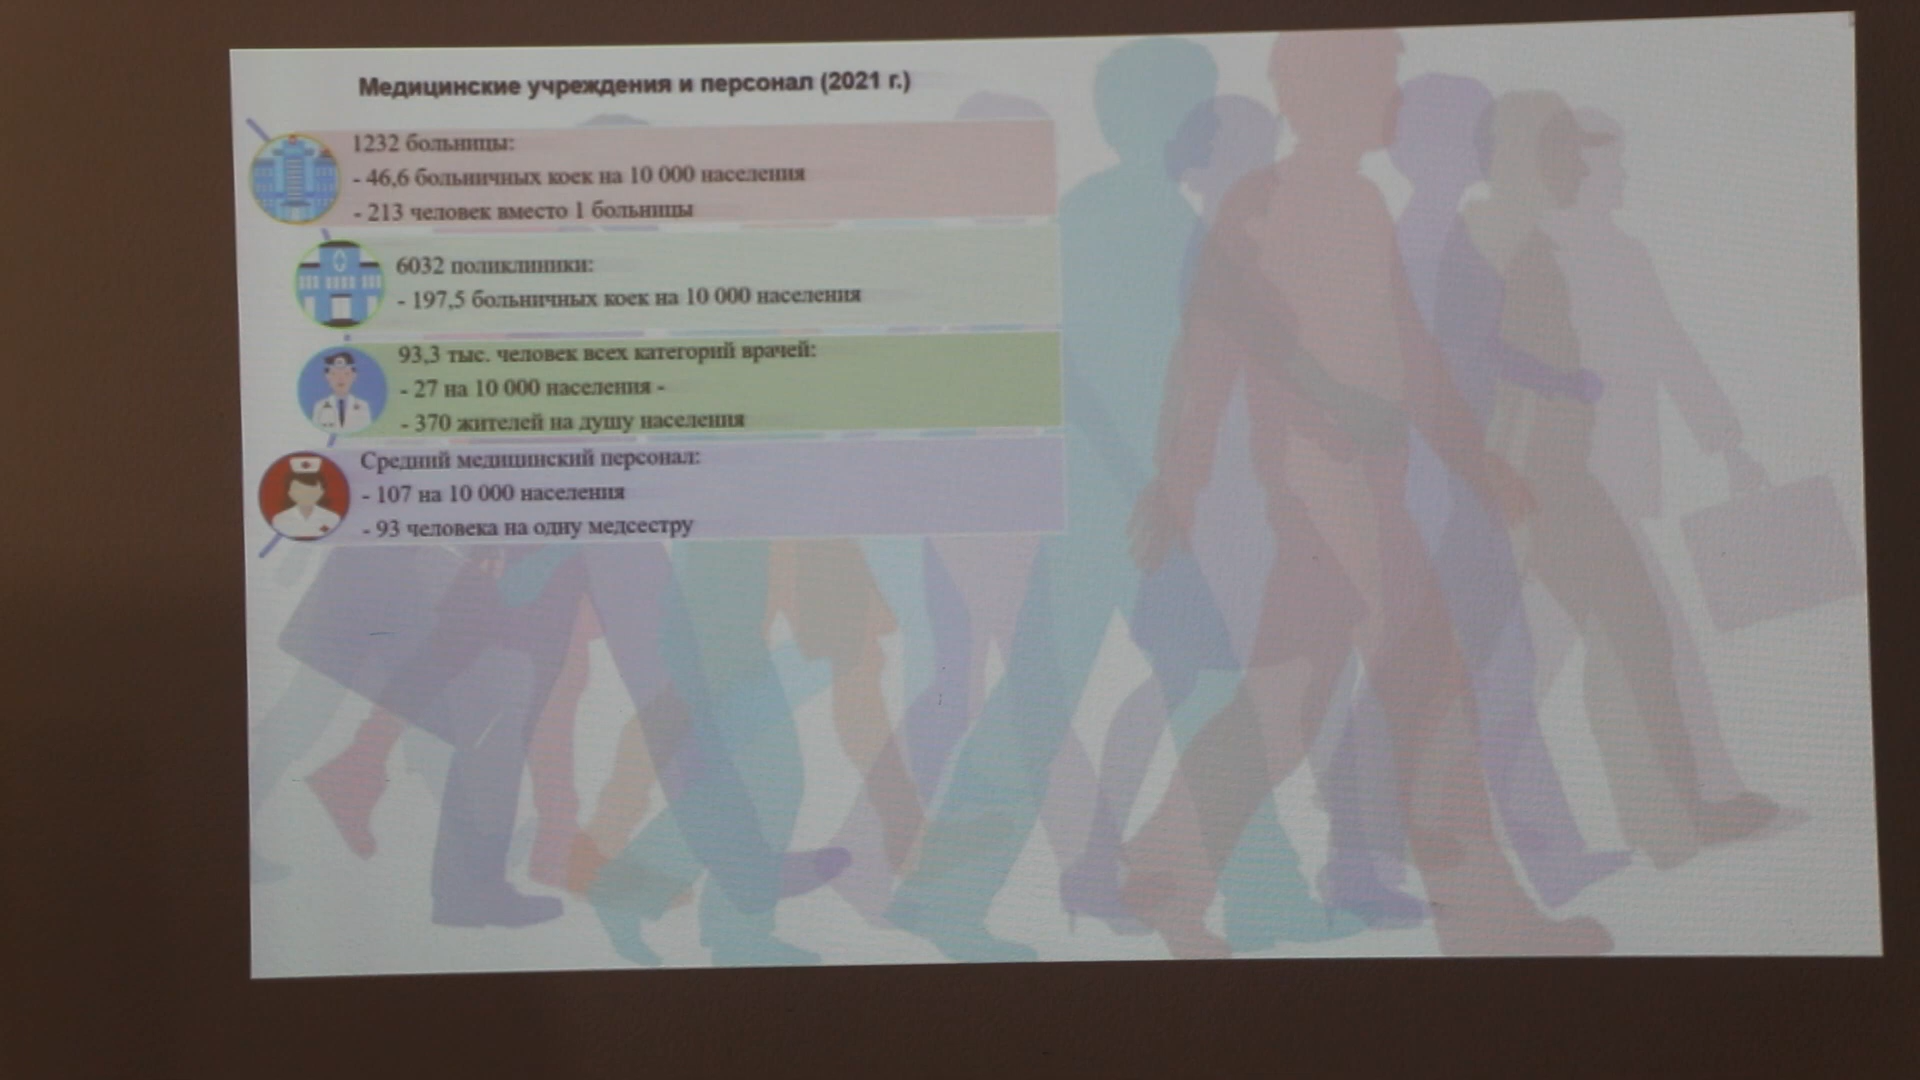 Медицинские учреждения и персонал (2021 г.)
1232 больницы:
- 46,6 больничных коек на 10 000 населения
- 213 человек вместо 1 больницы
6032 поликлиники:
- 197,5 больничных коек на 10 000 населения
93,3 тыс. человек всех категорий врачей:
- 27 на 10 000 населения -
- 370 жителей на душу населения
Средний медицинский персонал:
- 107 на 10 000 населения
- 93 человека на одну медсестру